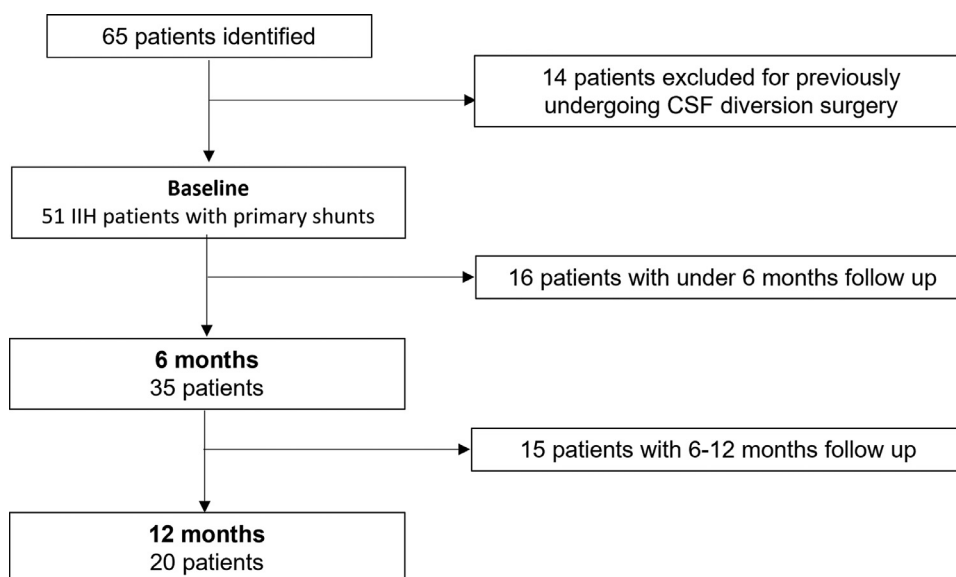 65 patients identified
14 patients excluded for previously
undergoing CSF diversion surgery
Baseline
51 IIH patients with primary shunts
16 patients with under 6 months follow up
6 months
35 patients
15 patients with 6-12 months follow up
12 months
20 patients